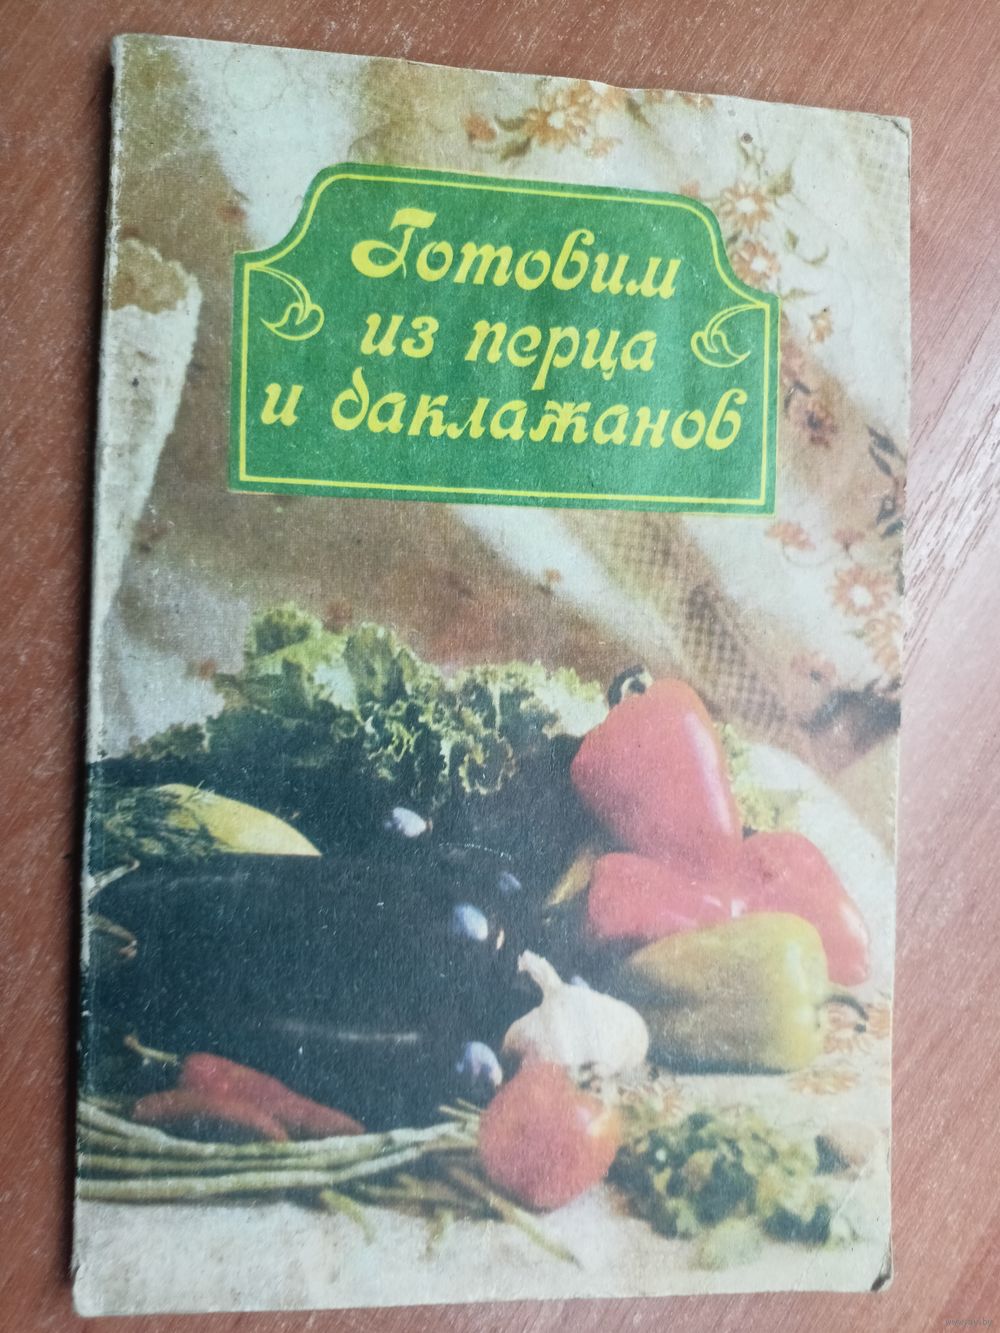 Готовим
из перца
и баклажанов